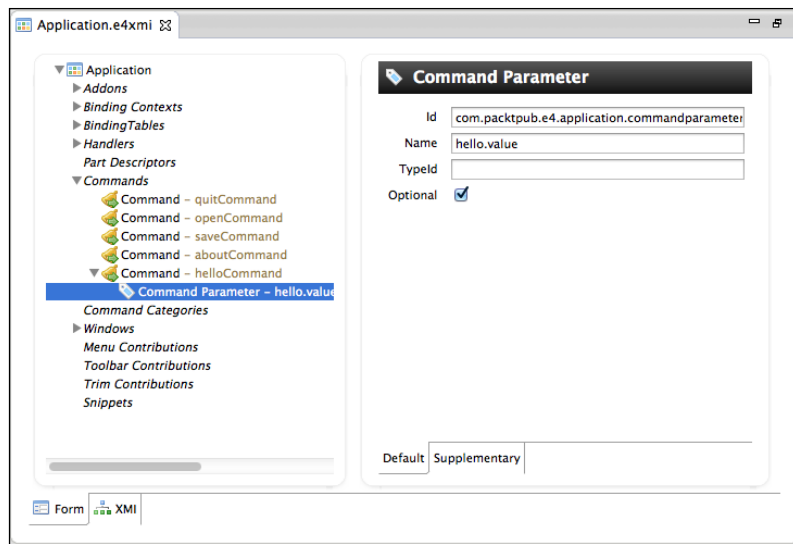 Application.e4xmi
Application
Addons
Binding Contexts
BindingTables
Handlers
Part Descriptors
Commands
Command – quitCommand
Command – openCommand
Command – saveCommand
Command – aboutCommand
Command – helloCommand
Command Parameter – hello.value
Command Categories
Windows
Menu Contributions
Toolbar Contributions
Trim Contributions
Snippets
Command Parameter
Id com.packtpub.e4.application.commandparameter
Name hello.value
TypeId
Optional
Default Supplementary
Form XMI